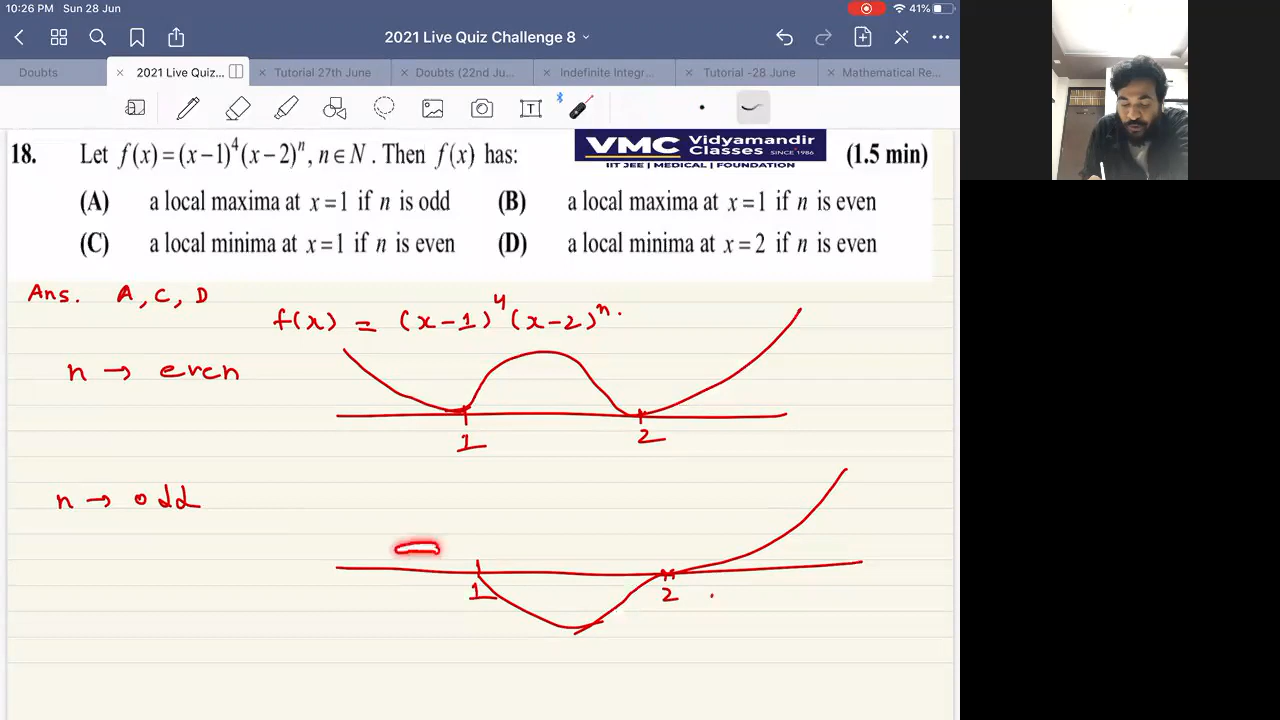 10:26 PM Sun 28 Jun
41%
2021 Live Quiz Challenge 8
Doubts
2021 Live Quiz...
Tutorial 27th June
Doubts (22nd Ju...
Indefinite Integr...
Tutorial -28 June
Mathematical Re...
T
18. Let f(x) = (x−1)⁴(x−2)ⁿ, n∈N. Then f(x) has:
VMC Vidyamandir Classes SINCE 1986
IIT JEE | MEDICAL | FOUNDATION
(1.5 min)
(A) a local maxima at x=1 if n is odd (B) a local maxima at x=1 if n is even
(C) a local minima at x=1 if n is even (D) a local minima at x=2 if n is even
Ans. A, C, D
f(x) = (x−1)⁴(x−2)ⁿ.
n → even
1 2
n → odd
1 2